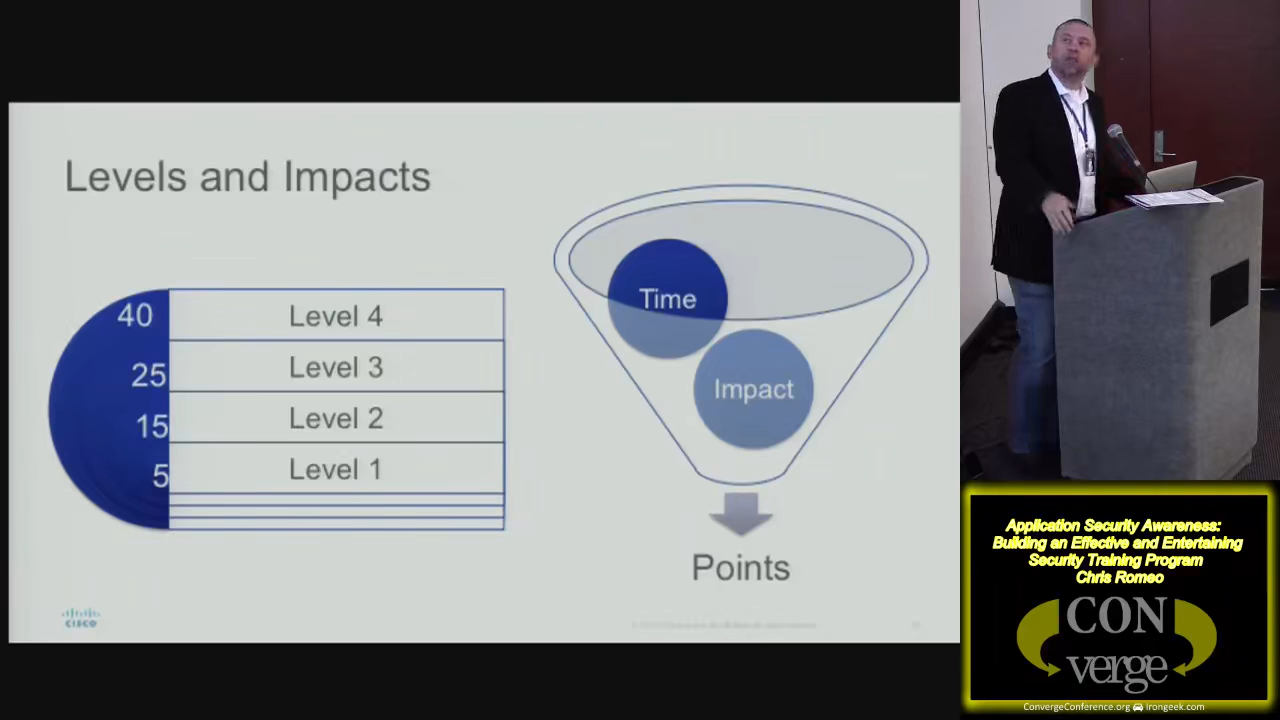 Levels and Impacts
40 Level 4
25 Level 3
15 Level 2
5 Level 1
Time
Impact
Points
CISCO
Application Security Awareness:
Building an Effective and Entertaining
Security Training Program
Chris Romeo
CON
verge
ConvergeConference.org irongeek.com